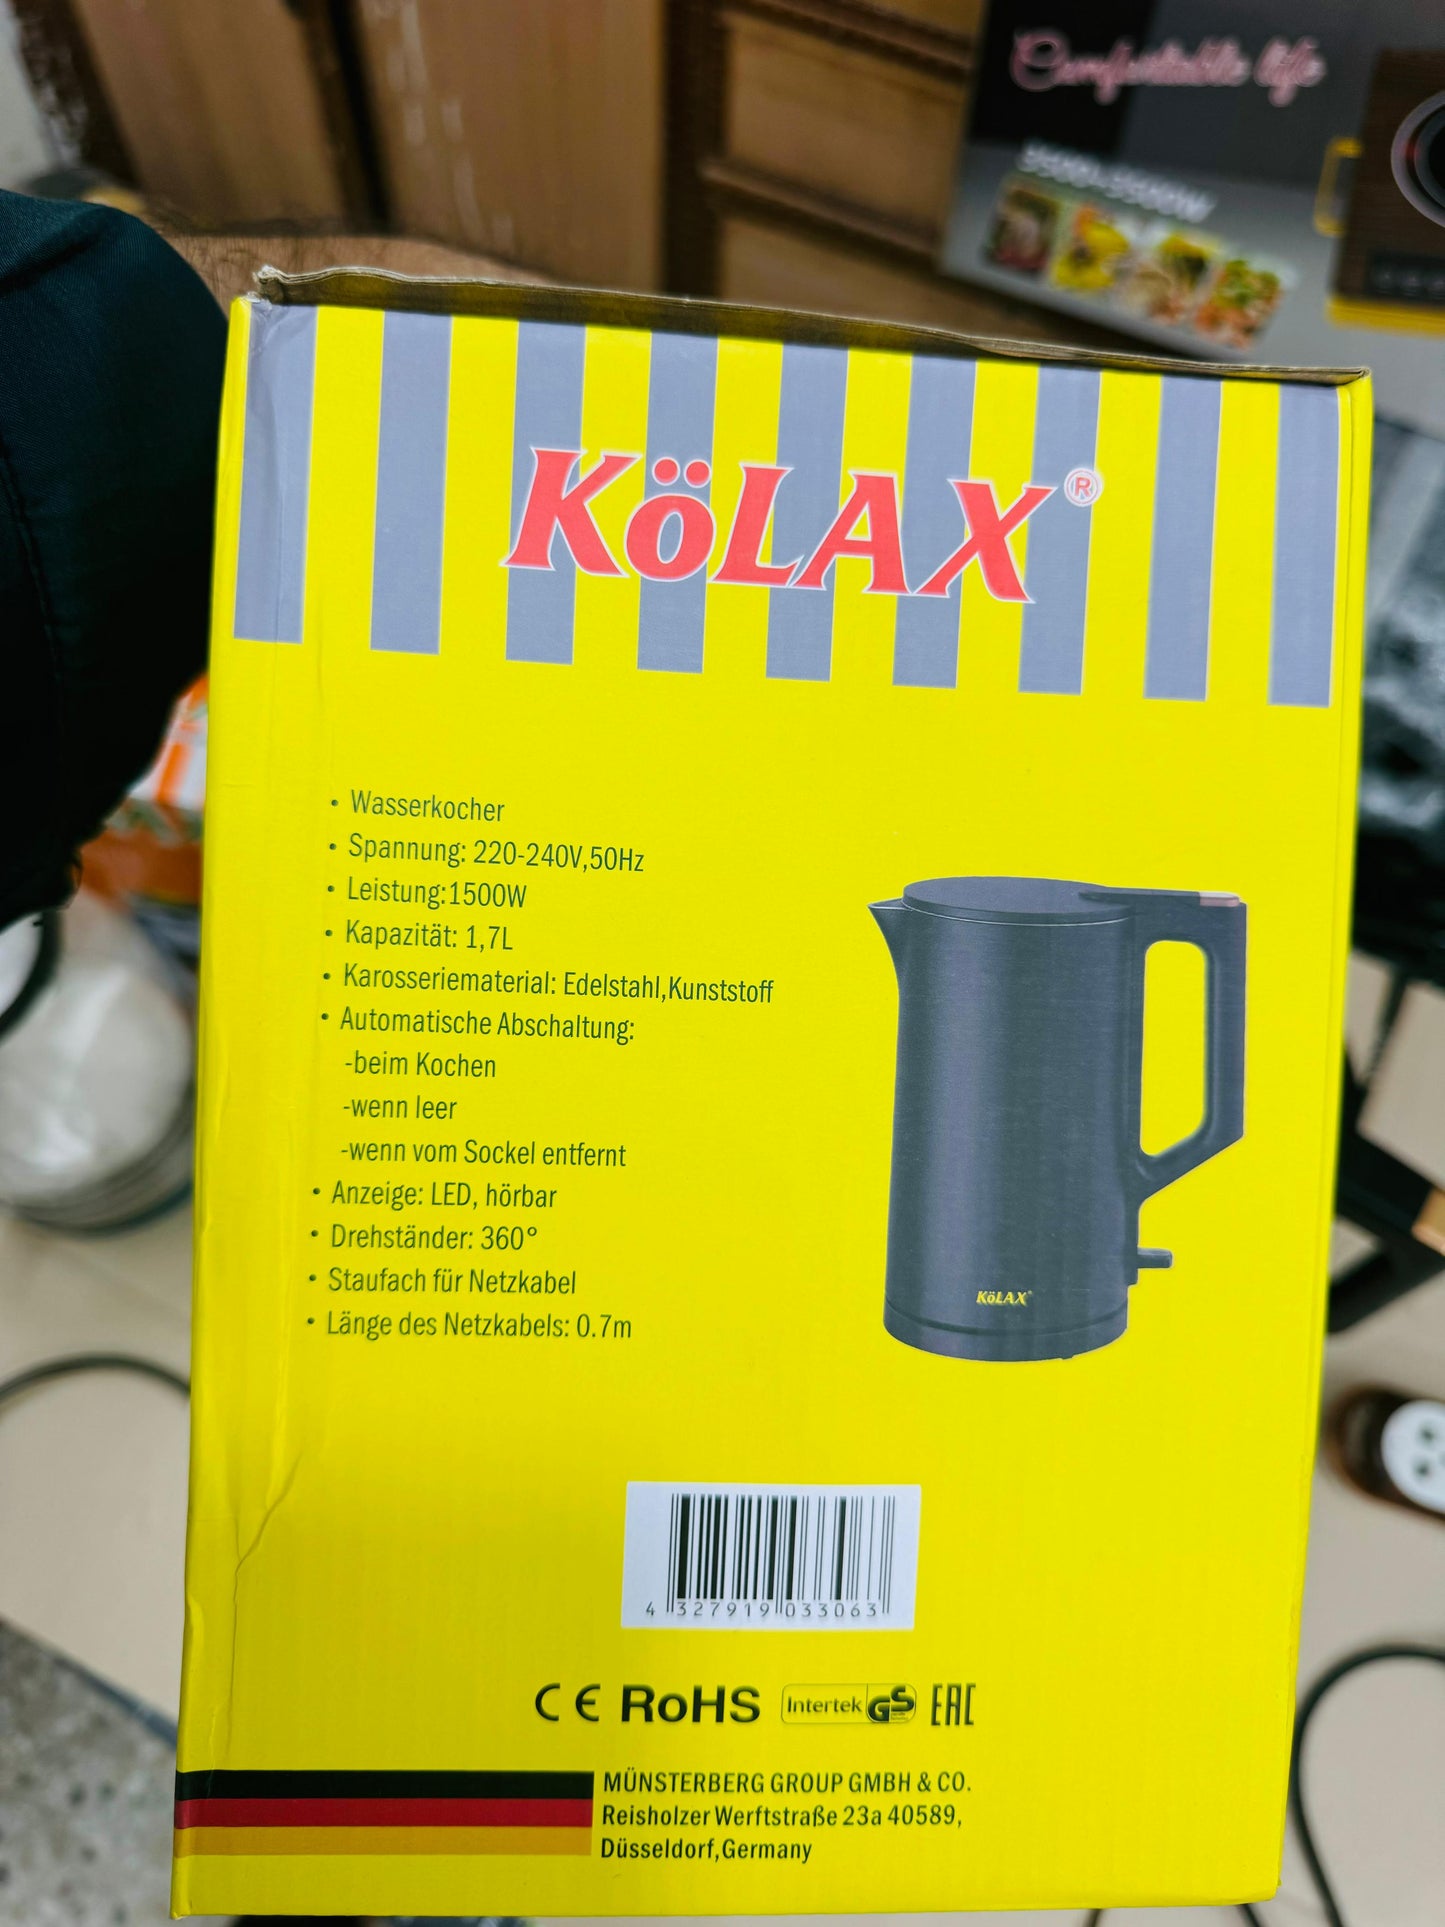 Comfortable life
3500+3500W
KöLAX®
• Wasserkocher
• Spannung: 220-240V,50Hz
• Leistung:1500W
• Kapazität: 1,7L
• Karosseriematerial: Edelstahl,Kunststoff
• Automatische Abschaltung:
-beim Kochen
-wenn leer
-wenn vom Sockel entfernt
• Anzeige: LED, hörbar
• Drehständer: 360°
• Staufach für Netzkabel
• Länge des Netzkabels: 0.7m
KöLAX
4 327919 033063
CE RoHS Intertek GS EAC
MÜNSTERBERG GROUP GMBH & CO.
Reisholzer Werftstraße 23a 40589,
Düsseldorf,Germany